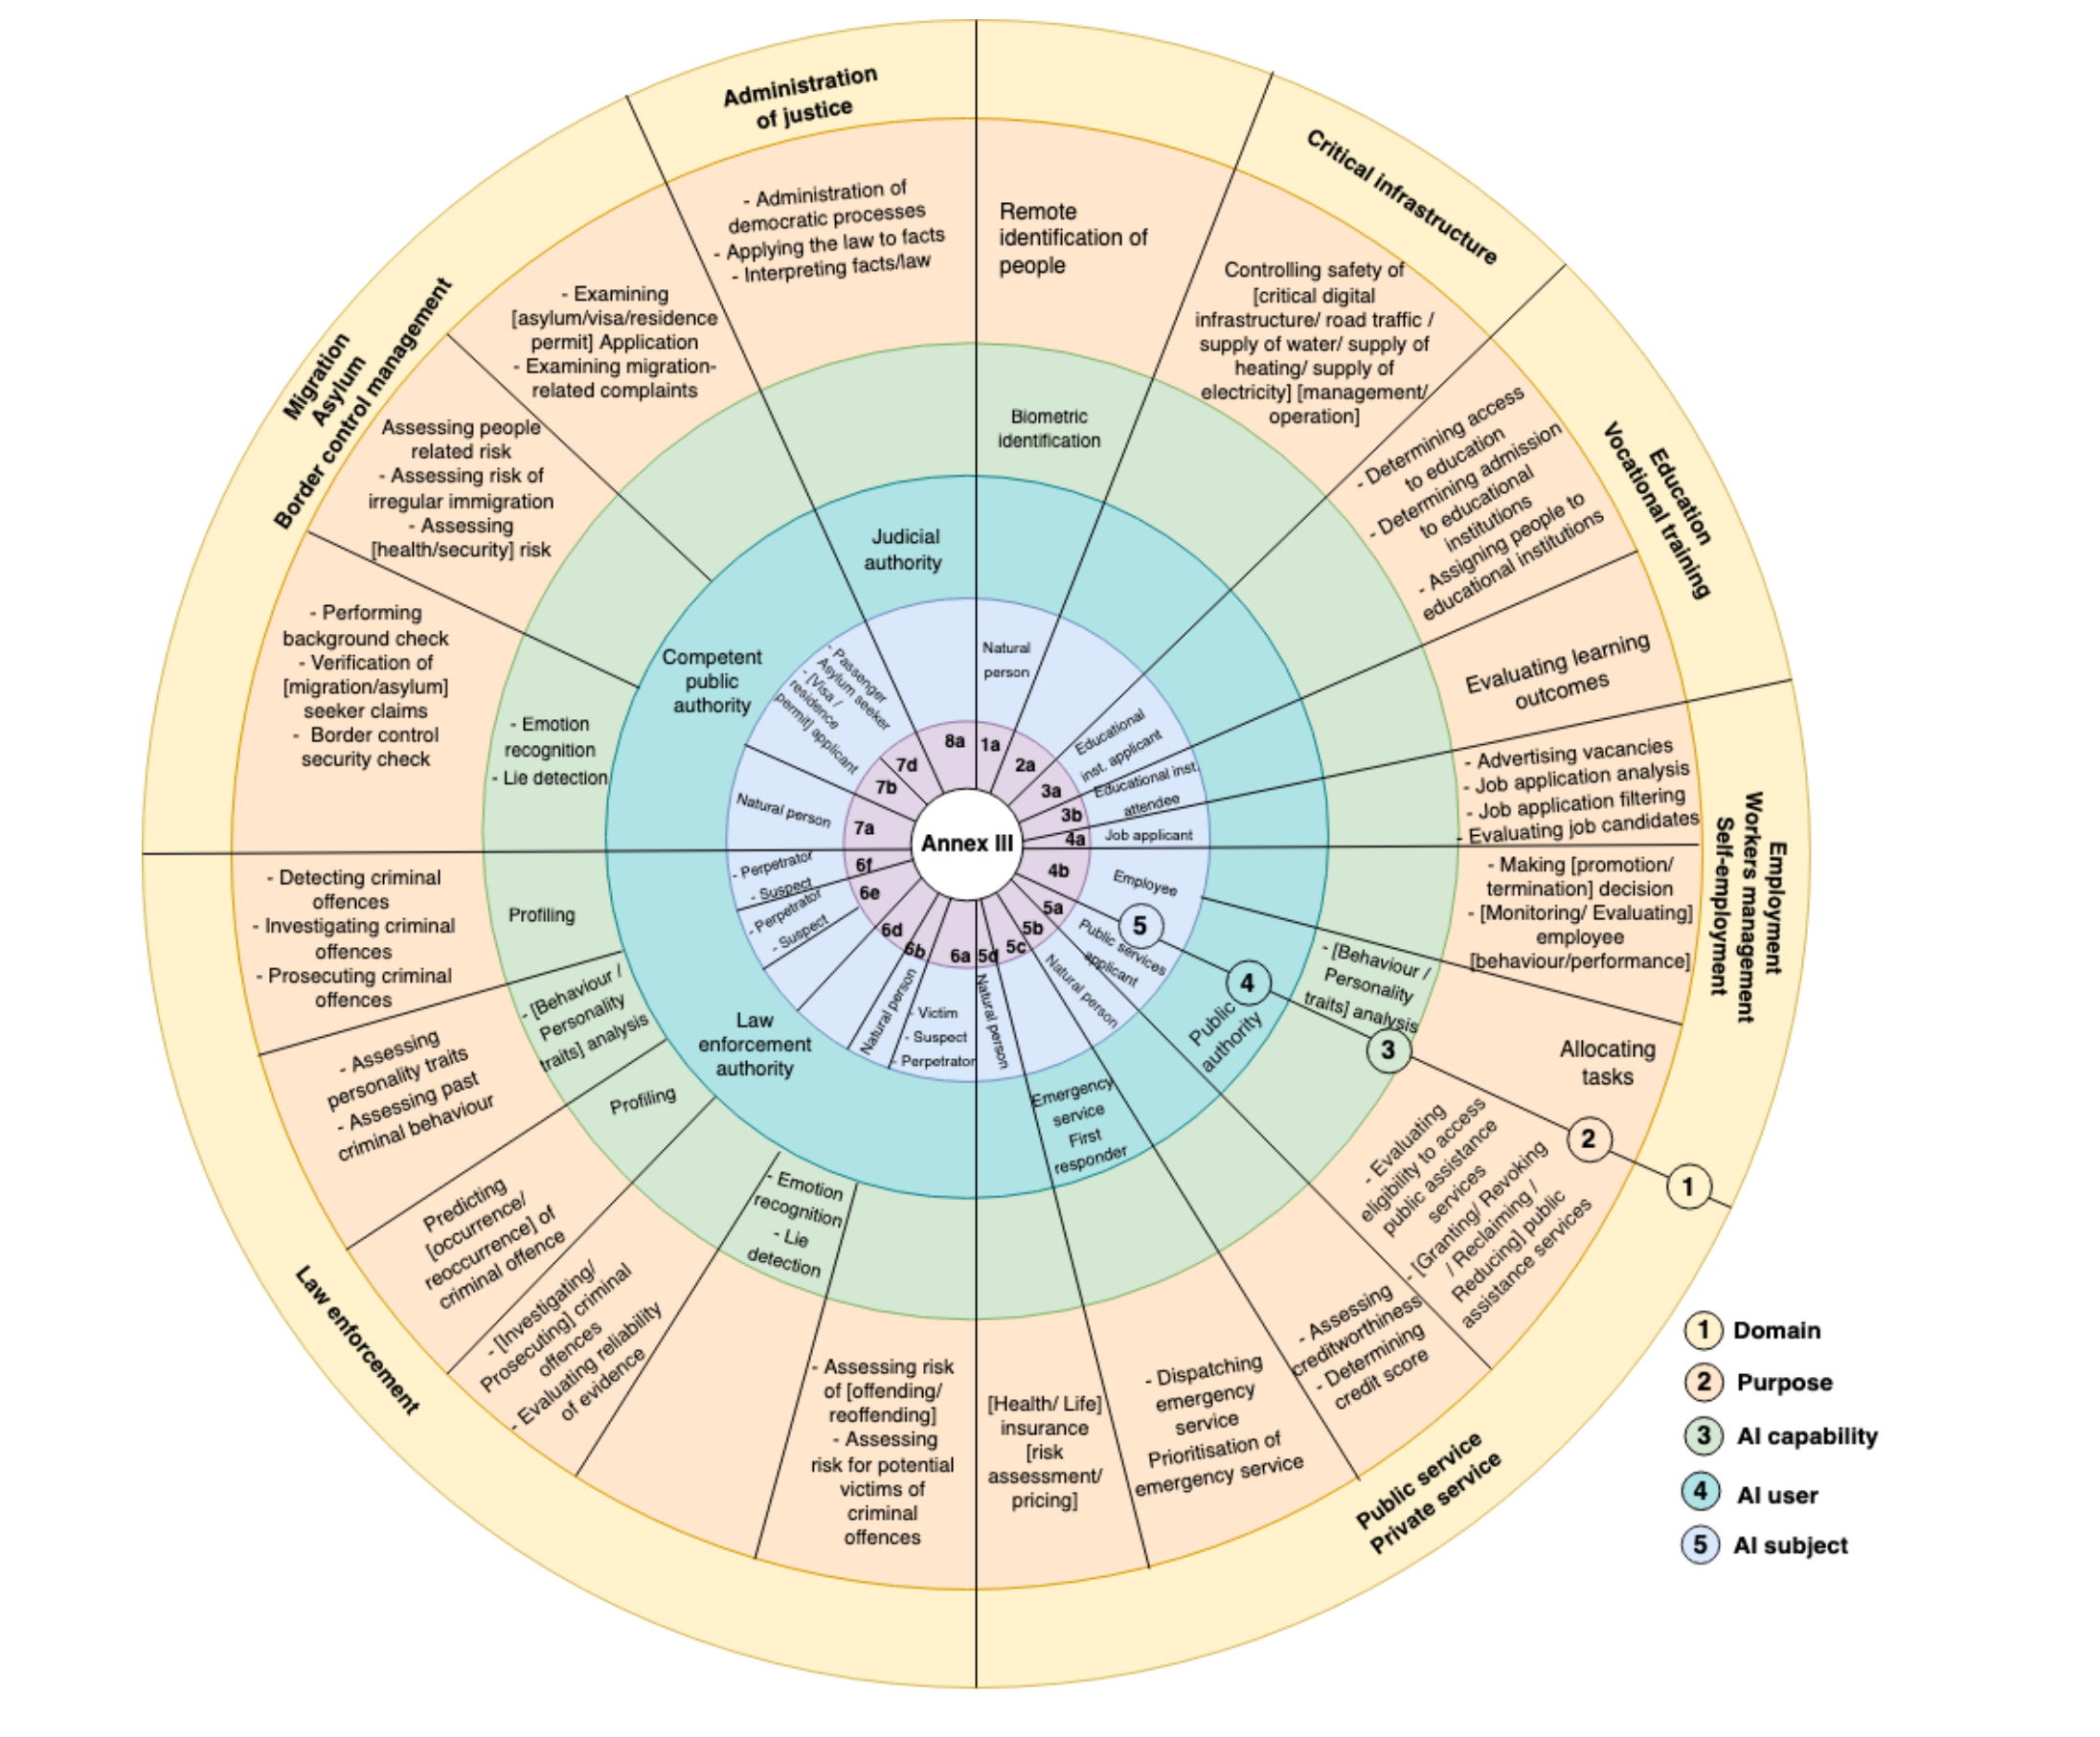 Administration
of justice
Critical infrastructure
Education
Vocational training
Employment
Workers management
Self-employment
Public service
Private service
Law enforcement
Migration
Asylum
Border control management
- Administration of
democratic processes
- Applying the law to facts
- Interpreting facts/law
Remote
identification of
people
Controlling safety of
[critical digital
infrastructure/ road traffic /
supply of water/ supply of
heating/ supply of
electricity] [management/
operation]
- Determining access
to education
- Determining admission
to educational
institutions
- Assigning people to
educational institutions
Evaluating learning
outcomes
- Advertising vacancies
- Job application analysis
- Job application filtering
- Evaluating job candidates
- Making [promotion/
termination] decision
- [Monitoring/ Evaluating]
employee
[behaviour/performance]
Allocating
tasks
- Evaluating
eligibility to access
public assistance
services
- [Granting/ Revoking
/ Reclaiming /
Reducing] public
assistance services
- Assessing
creditworthiness
- Determining
credit score
- Dispatching
emergency
service
Prioritisation of
emergency service
[Health/ Life]
insurance
[risk
assessment/
pricing]
- Assessing risk
of [offending/
reoffending]
- Assessing
risk for potential
victims of
criminal
offences
- [Investigating/
Prosecuting] criminal
offences
- Evaluating reliability
of evidence
Predicting
[occurrence/
reoccurrence] of
criminal offence
- Assessing
personality traits
- Assessing past
criminal behaviour
- Detecting criminal
offences
- Investigating criminal
offences
- Prosecuting criminal
offences
- Performing
background check
- Verification of
[migration/asylum]
seeker claims
- Border control
security check
Assessing people
related risk
- Assessing risk of
irregular immigration
- Assessing
[health/security] risk
- Examining
[asylum/visa/residence
permit] Application
- Examining migration-
related complaints
Biometric
identification
- [Behaviour /
Personality
traits] analysis
- Emotion
recognition
- Lie
detection
Profiling
- [Behaviour /
Personality
traits] analysis
Profiling
- Emotion
recognition
- Lie detection
Judicial
authority
Public
authority
Emergency
service
First
responder
Law
enforcement
authority
Competent
public
authority
Natural
person
Educational
inst. applicant
Educational inst.
attendee
Job applicant
Employee
Public services
applicant
Natural person
Natural person
- Victim
- Suspect
- Perpetrator
Natural person
- Perpetrator
- Suspect
- Perpetrator
- Suspect
Natural person
- Passenger
Asylum seeker
- [Visa /
residence
permit] applicant
8a
1a
2a
3a
3b
4a
4b
5a
5b
5c
5d
6a
6b
6d
6e
6f
7a
7b
7d
Annex III
5
4
3
2
1
1 Domain
2 Purpose
3 AI capability
4 AI user
5 AI subject